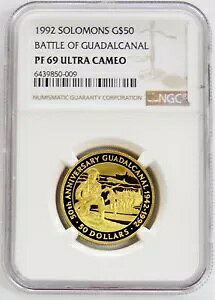 1992 SOLOMONS G$50
BATTLE OF GUADALCANAL
PF 69 ULTRA CAMEO
6439850-009
NUMISMATIC GUARANTY CORPORATION
NGC
50TH ANNIVERSARY GUADALCANAL 1942-1992
50 DOLLARS